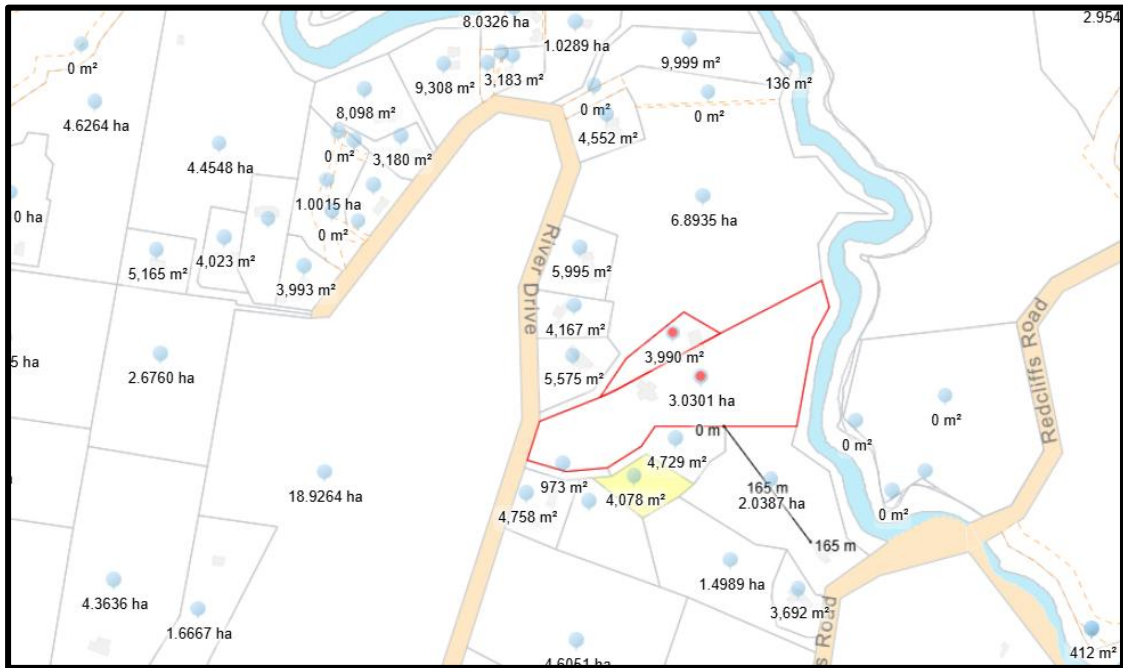 8.0326 ha
2.954
1.0289 ha
0 m²
9,308 m²
3,183 m²
9,999 m²
136 m²
4.6264 ha
8,098 m²
0 m²
0 m²
4,552 m²
4.4548 ha
0 m²
3,180 m²
0 ha
1.0015 ha
6.8935 ha
0 m²
5,165 m²
4,023 m²
3,993 m²
5,995 m²
River Drive
4,167 m²
Redcliffs Road
5 ha
2.6760 ha
5,575 m²
3,990 m²
3.0301 ha
0 m²
0 m
0 m²
4,729 m²
18.9264 ha
973 m²
4,078 m²
165 m
2.0387 ha
4,758 m²
0 m²
165 m
1.4989 ha
4.3636 ha
3,692 m²
1.6667 ha
s Road
4.6051 ha
412 m²